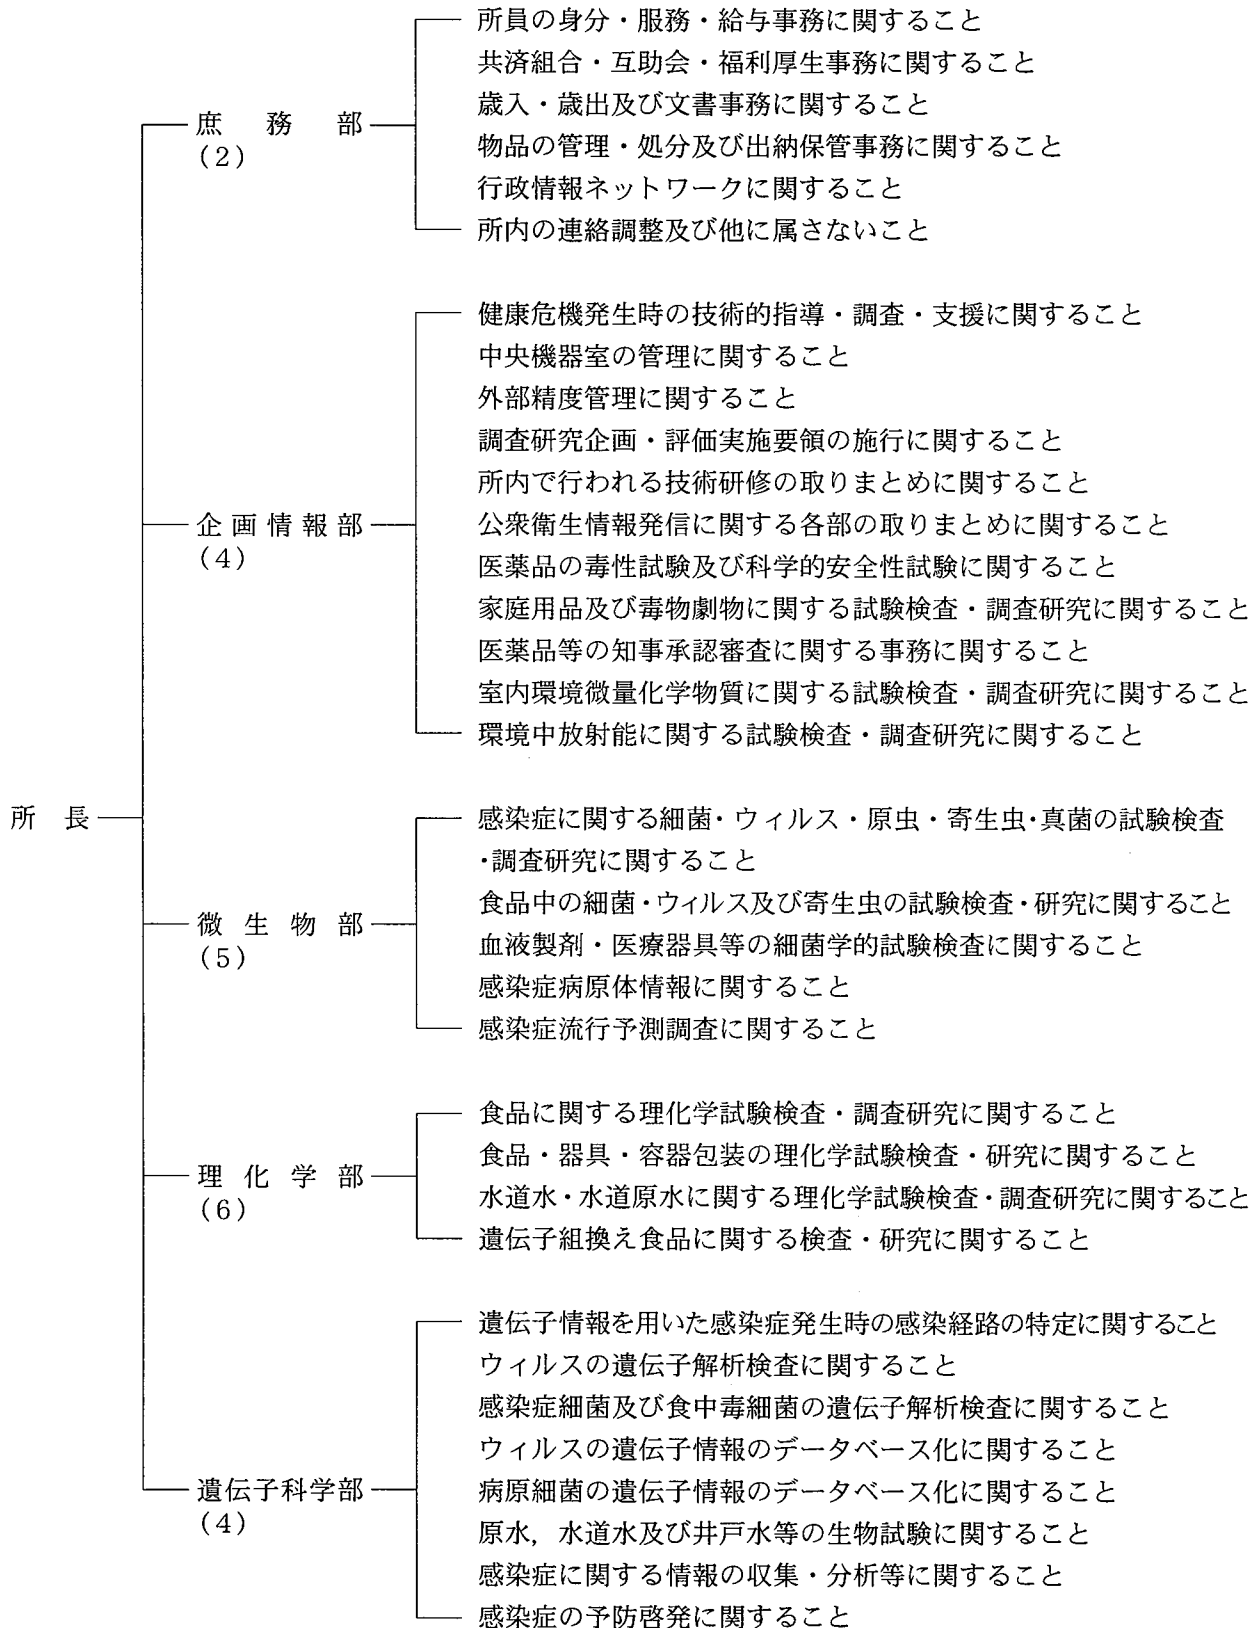 所長
庶務部
(2)
所員の身分・服務・給与事務に関すること
共済組合・互助会・福利厚生事務に関すること
歳入・歳出及び文書事務に関すること
物品の管理・処分及び出納保管事務に関すること
行政情報ネットワークに関すること
所内の連絡調整及び他に属さないこと
企画情報部
(4)
健康危機発生時の技術的指導・調査・支援に関すること
中央機器室の管理に関すること
外部精度管理に関すること
調査研究企画・評価実施要領の施行に関すること
所内で行われる技術研修の取りまとめに関すること
公衆衛生情報発信に関する各部の取りまとめに関すること
医薬品の毒性試験及び科学的安全性試験に関すること
家庭用品及び毒物劇物に関する試験検査・調査研究に関すること
医薬品等の知事承認審査に関する事務に関すること
室内環境微量化学物質に関する試験検査・調査研究に関すること
環境中放射能に関する試験検査・調査研究に関すること
微生物部
(5)
感染症に関する細菌・ウィルス・原虫・寄生虫・真菌の試験検査
・調査研究に関すること
食品中の細菌・ウィルス及び寄生虫の試験検査・研究に関すること
血液製剤・医療器具等の細菌学的試験検査に関すること
感染症病原体情報に関すること
感染症流行予測調査に関すること
理化学部
(6)
食品に関する理化学試験検査・調査研究に関すること
食品・器具・容器包装の理化学試験検査・研究に関すること
水道水・水道原水に関する理化学試験検査・調査研究に関すること
遺伝子組換え食品に関する検査・研究に関すること
遺伝子科学部
(4)
遺伝子情報を用いた感染症発生時の感染経路の特定に関すること
ウィルスの遺伝子解析検査に関すること
感染症細菌及び食中毒細菌の遺伝子解析検査に関すること
ウィルスの遺伝子情報のデータベース化に関すること
病原細菌の遺伝子情報のデータベース化に関すること
原水，水道水及び井戸水等の生物試験に関すること
感染症に関する情報の収集・分析等に関すること
感染症の予防啓発に関すること